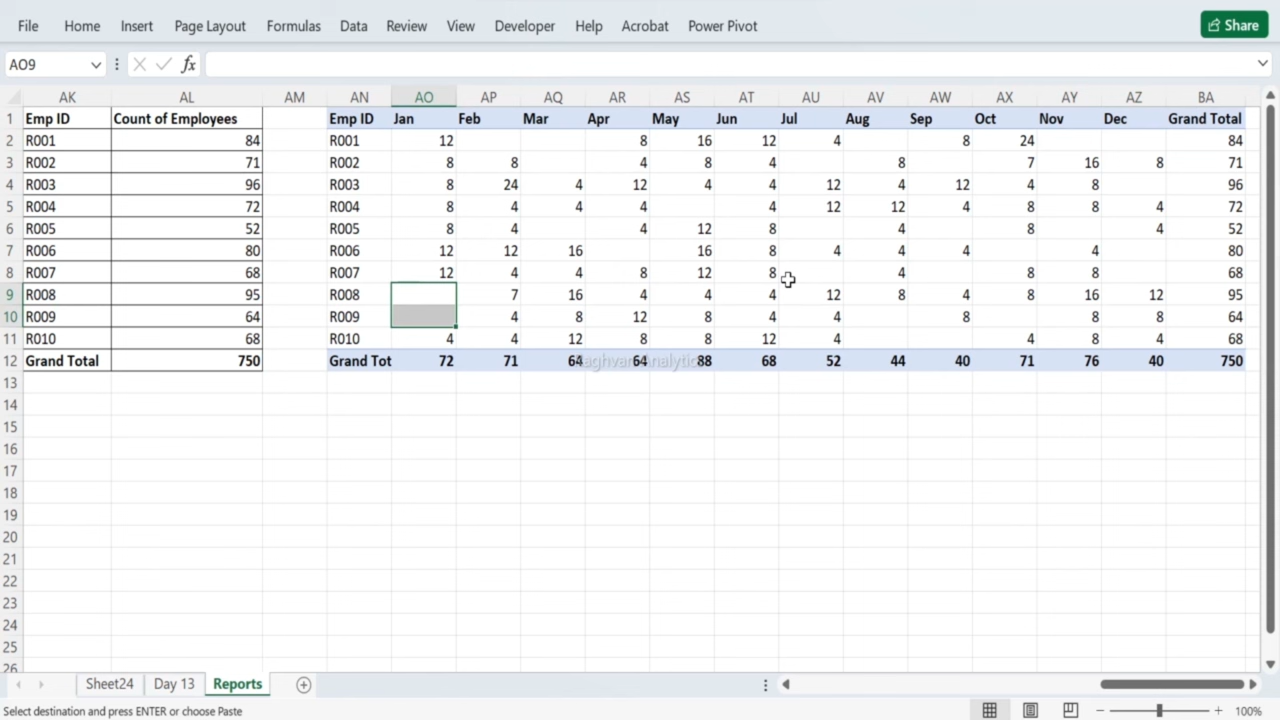 File Home Insert Page Layout Formulas Data Review View Developer Help Acrobat Power Pivot Share
AO9 fx
AK AL AM AN AO AP AQ AR AS AT AU AV AW AX AY AZ BA
1 Emp ID Count of Employees Emp ID Jan Feb Mar Apr May Jun Jul Aug Sep Oct Nov Dec Grand Total
2 R001 84 R001 12 8 16 12 4 8 24 84
3 R002 71 R002 8 8 4 8 4 8 7 16 8 71
4 R003 96 R003 8 24 4 12 4 4 12 4 12 4 8 96
5 R004 72 R004 8 4 4 4 4 12 12 4 8 8 4 72
6 R005 52 R005 8 4 4 12 8 4 8 4 52
7 R006 80 R006 12 12 16 16 8 4 4 4 4 80
8 R007 68 R007 12 4 4 8 12 8 4 8 8 68
9 R008 95 R008 7 16 4 4 4 12 8 4 8 16 12 95
10 R009 64 R009 4 8 12 8 4 4 8 8 8 64
11 R010 68 R010 4 4 12 8 8 12 4 4 8 4 68
12 Grand Total 750 Grand Tot 72 71 64 64 88 68 52 44 40 71 76 40 750
Raghvan Analytics
13
14
15
16
17
18
19
20
21
22
23
24
25
26
Sheet24 Day 13 Reports
Select destination and press ENTER or choose Paste 100%